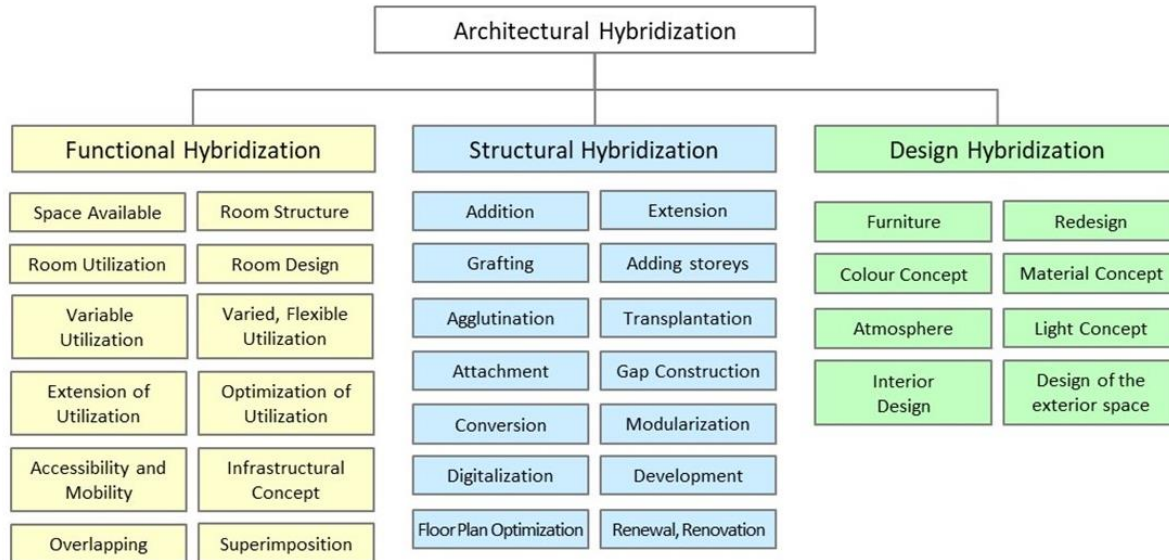 Architectural Hybridization
Functional Hybridization
Space Available
Room Structure
Room Utilization
Room Design
Variable
Utilization
Varied, Flexible
Utilization
Extension of
Utilization
Optimization of
Utilization
Accessibility and
Mobility
Infrastructural
Concept
Overlapping
Superimposition
Structural Hybridization
Addition
Extension
Grafting
Adding storeys
Agglutination
Transplantation
Attachment
Gap Construction
Conversion
Modularization
Digitalization
Development
Floor Plan Optimization
Renewal, Renovation
Design Hybridization
Furniture
Redesign
Colour Concept
Material Concept
Atmosphere
Light Concept
Interior
Design
Design of the
exterior space